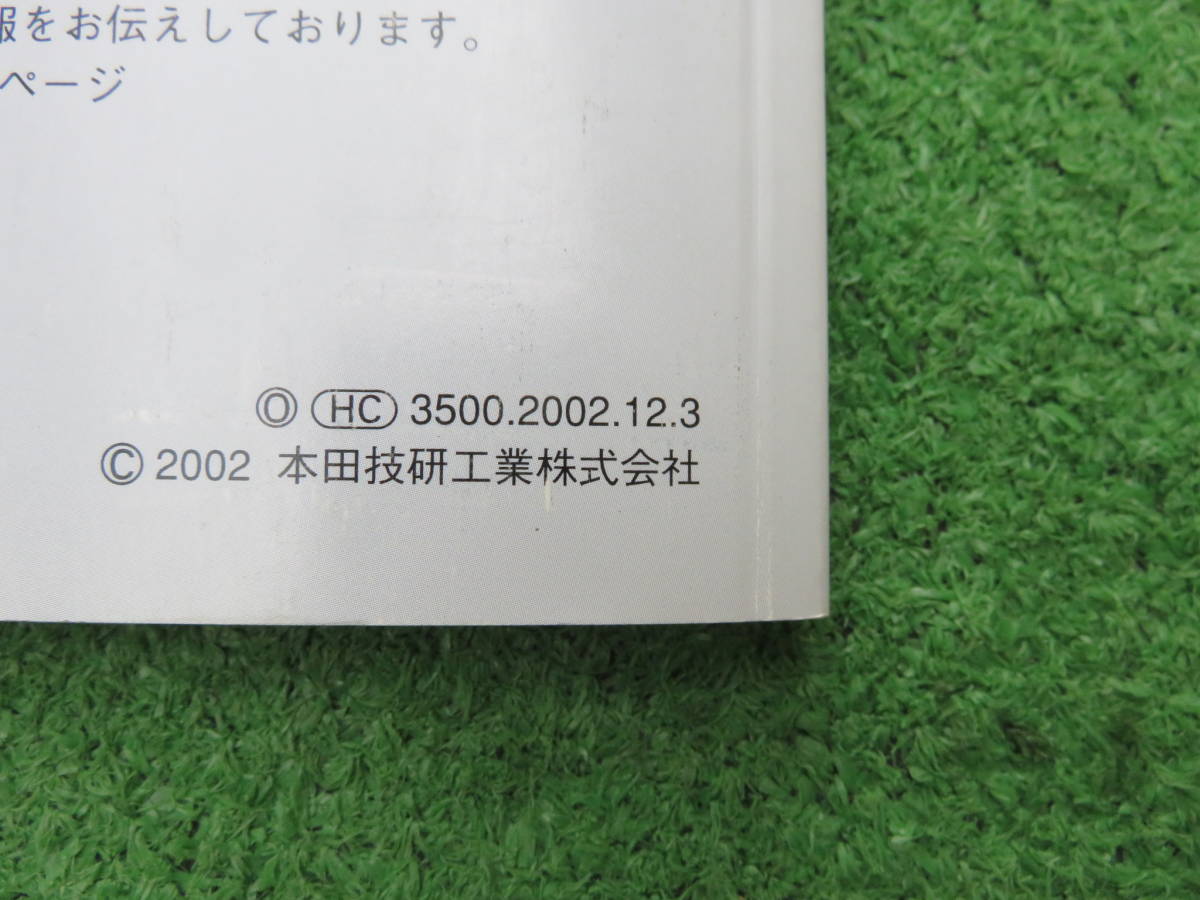 報をお伝えしております。
ページ
Ⓞ HC 3500.2002.12.3
© 2002 本田技研工業株式会社